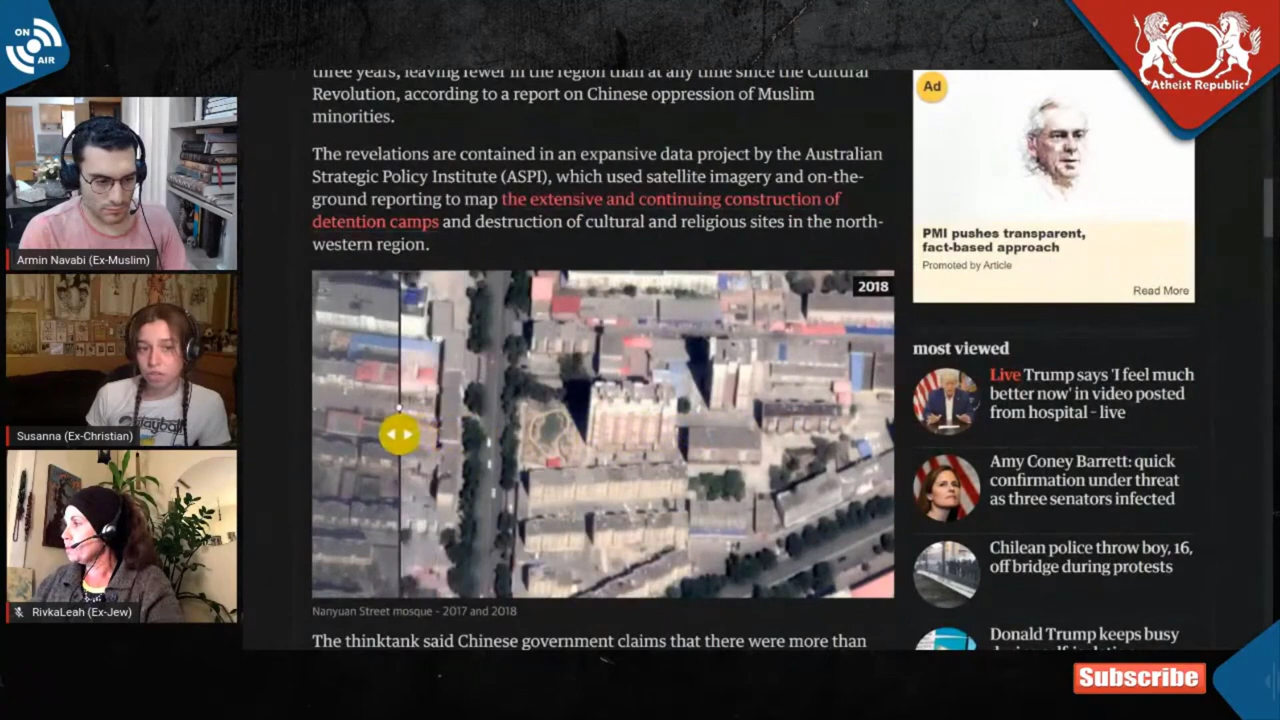 ON
AIR
Atheist Republic
Armin Navabi (Ex-Muslim)
Susanna (Ex-Christian)
RivkaLeah (Ex-Jew)
three years, leaving fewer in the region than at any time since the Cultural
Revolution, according to a report on Chinese oppression of Muslim
minorities.
The revelations are contained in an expansive data project by the Australian
Strategic Policy Institute (ASPI), which used satellite imagery and on-the-
ground reporting to map the extensive and continuing construction of
detention camps and destruction of cultural and religious sites in the north-
western region.
2018
Nanyuan Street mosque - 2017 and 2018
The thinktank said Chinese government claims that there were more than
Ad
PMI pushes transparent,
fact-based approach
Promoted by Article
Read More
most viewed
Live Trump says 'I feel much
better now' in video posted
from hospital – live
Amy Coney Barrett: quick
confirmation under threat
as three senators infected
Chilean police throw boy, 16,
off bridge during protests
Donald Trump keeps busy
Subscribe